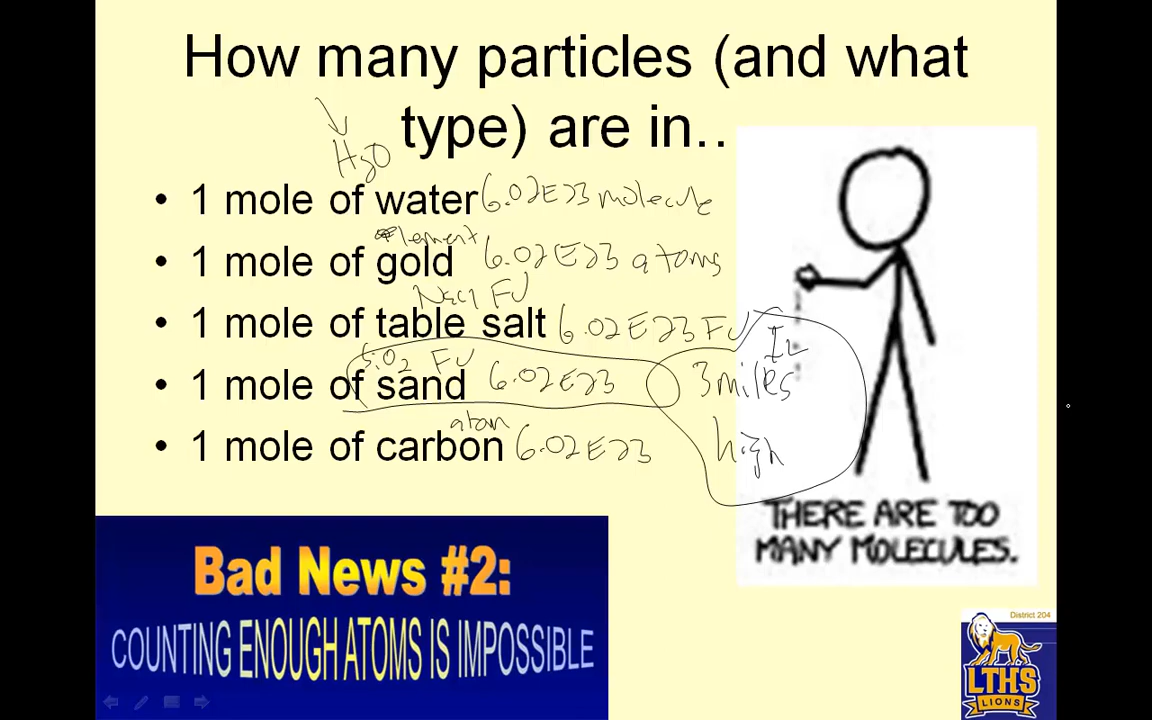 How many particles (and what
type) are in..
H2O
• 1 mole of water 6.02E23 molecule
element
• 1 mole of gold 6.02E23 atoms
NaCl FU
• 1 mole of table salt 6.02E23 FU
IL
SiO2 FU
• 1 mole of sand 6.02E23 3 miles
high
atom
• 1 mole of carbon 6.02E23
THERE ARE TOO
MANY MOLECULES.
Bad News #2:
COUNTING ENOUGH ATOMS IS IMPOSSIBLE
District 204
LTHS
LIONS